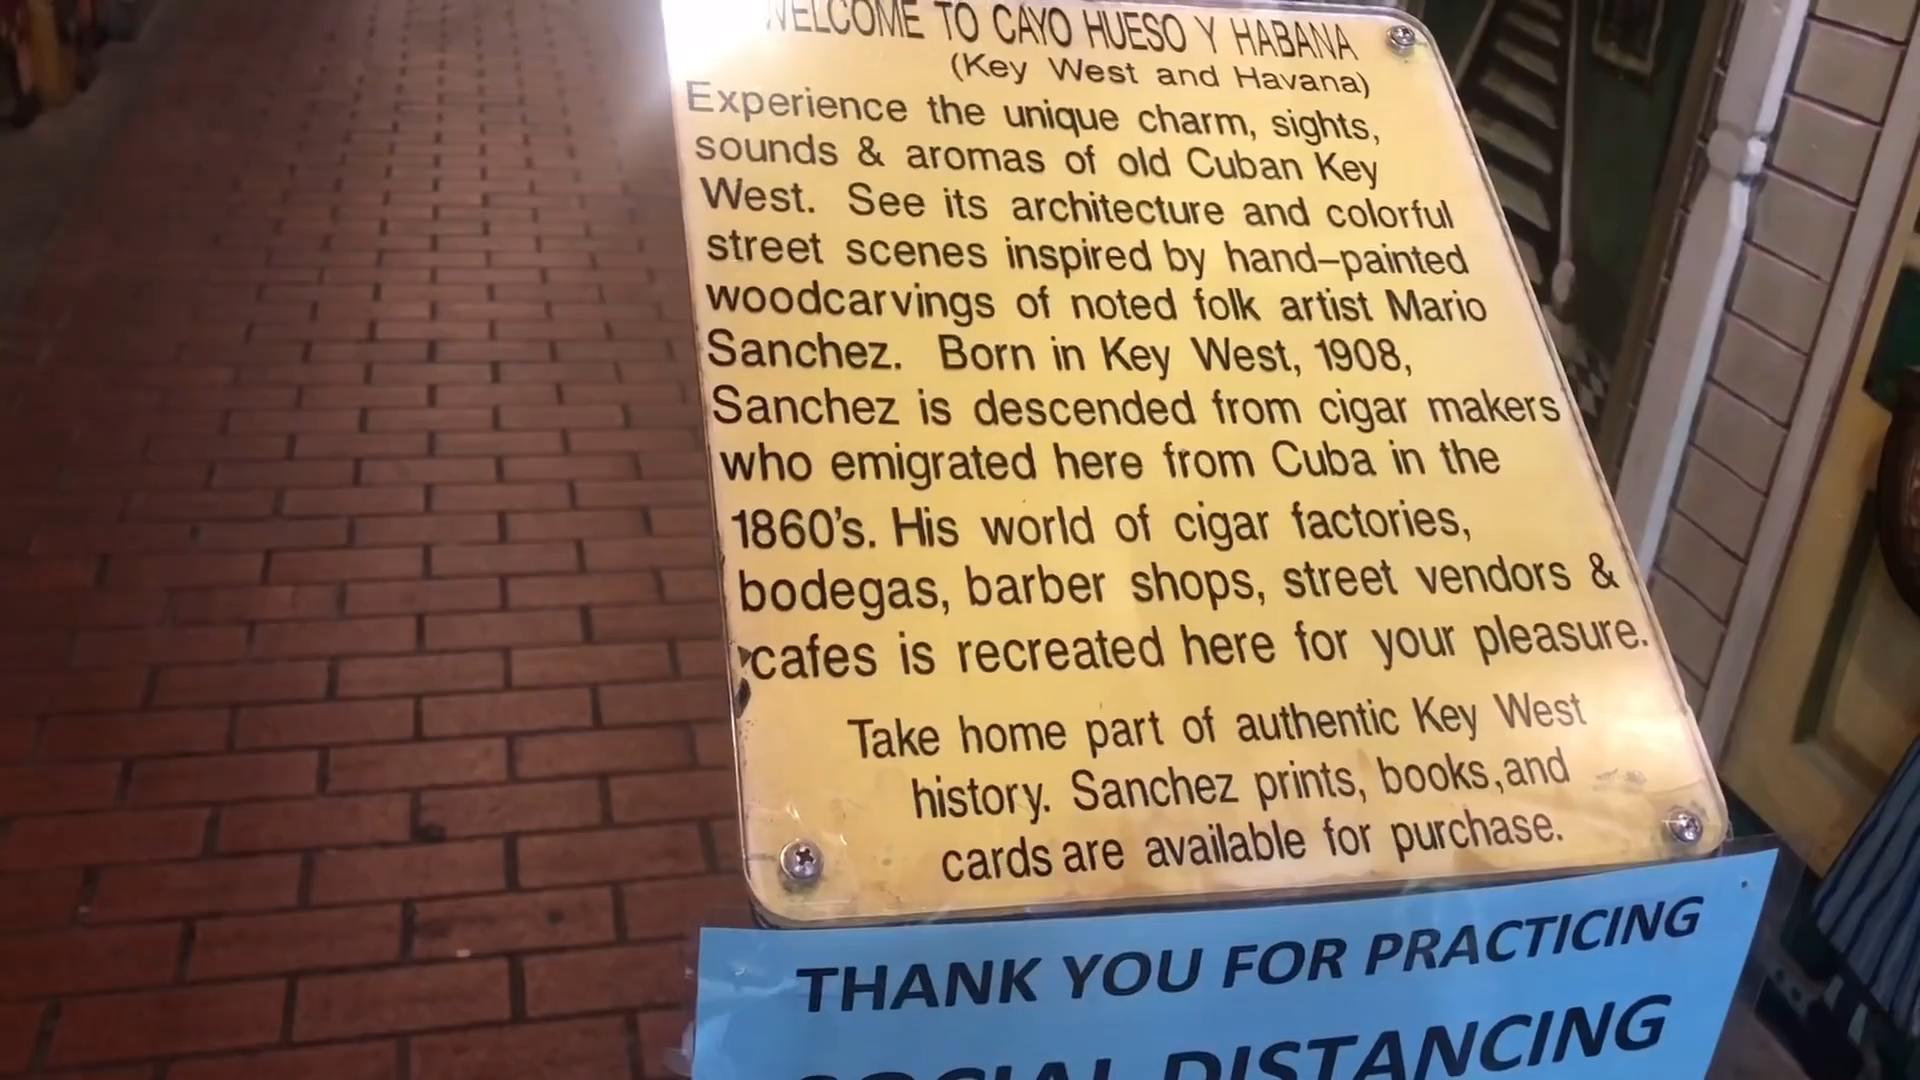 WELCOME TO CAYO HUESO Y HABANA
(Key West and Havana)
Experience the unique charm, sights,
sounds & aromas of old Cuban Key
West. See its architecture and colorful
street scenes inspired by hand-painted
woodcarvings of noted folk artist Mario
Sanchez. Born in Key West, 1908,
Sanchez is descended from cigar makers
who emigrated here from Cuba in the
1860's. His world of cigar factories,
bodegas, barber shops, street vendors &
cafes is recreated here for your pleasure.
Take home part of authentic Key West
history. Sanchez prints, books,and
cards are available for purchase.
THANK YOU FOR PRACTICING
SOCIAL DISTANCING